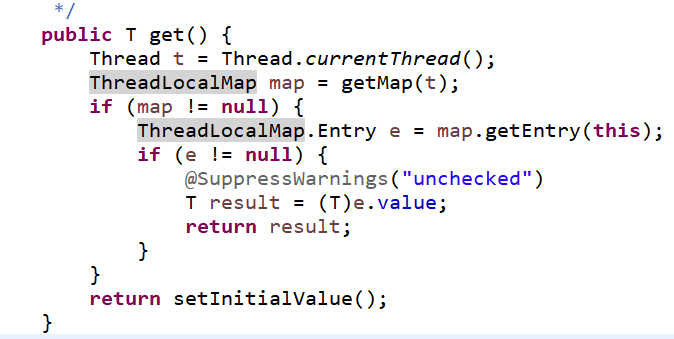 */
public T get() {
Thread t = Thread.currentThread();
ThreadLocalMap map = getMap(t);
if (map != null) {
ThreadLocalMap.Entry e = map.getEntry(this);
if (e != null) {
@SuppressWarnings("unchecked")
T result = (T)e.value;
return result;
}
}
return setInitialValue();
}